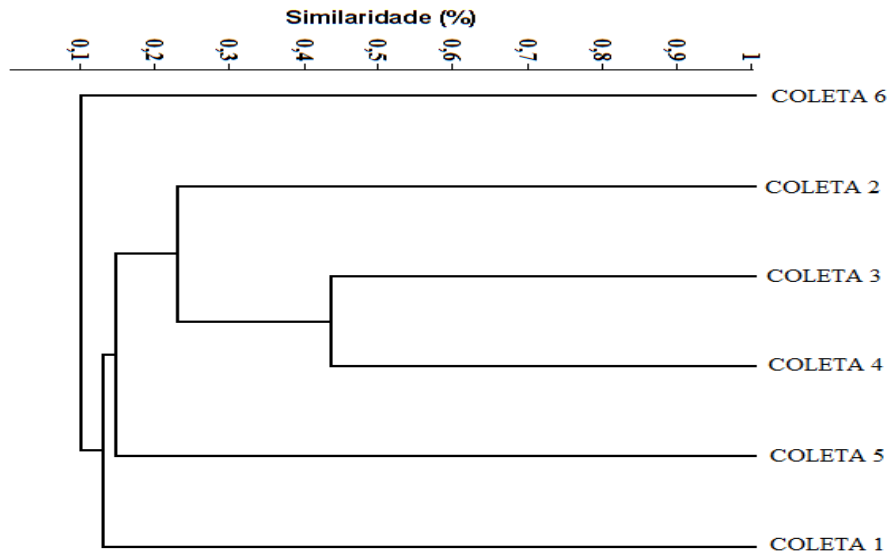 Similaridade (%)
0,1 0,2 0,3 0,4 0,5 0,6 0,7 0,8 0,9 1
COLETA 6
COLETA 2
COLETA 3
COLETA 4
COLETA 5
COLETA 1